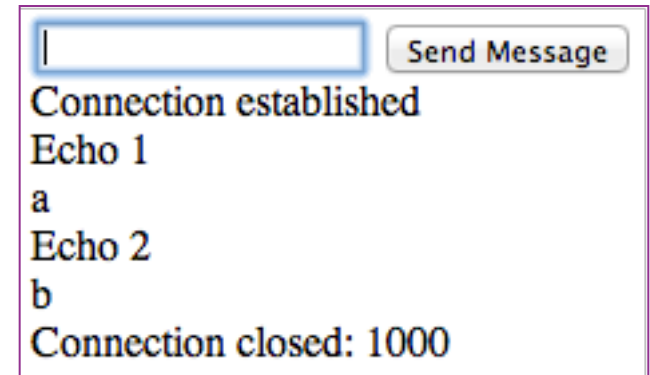 Send Message
Connection established
Echo 1
a
Echo 2
b
Connection closed: 1000